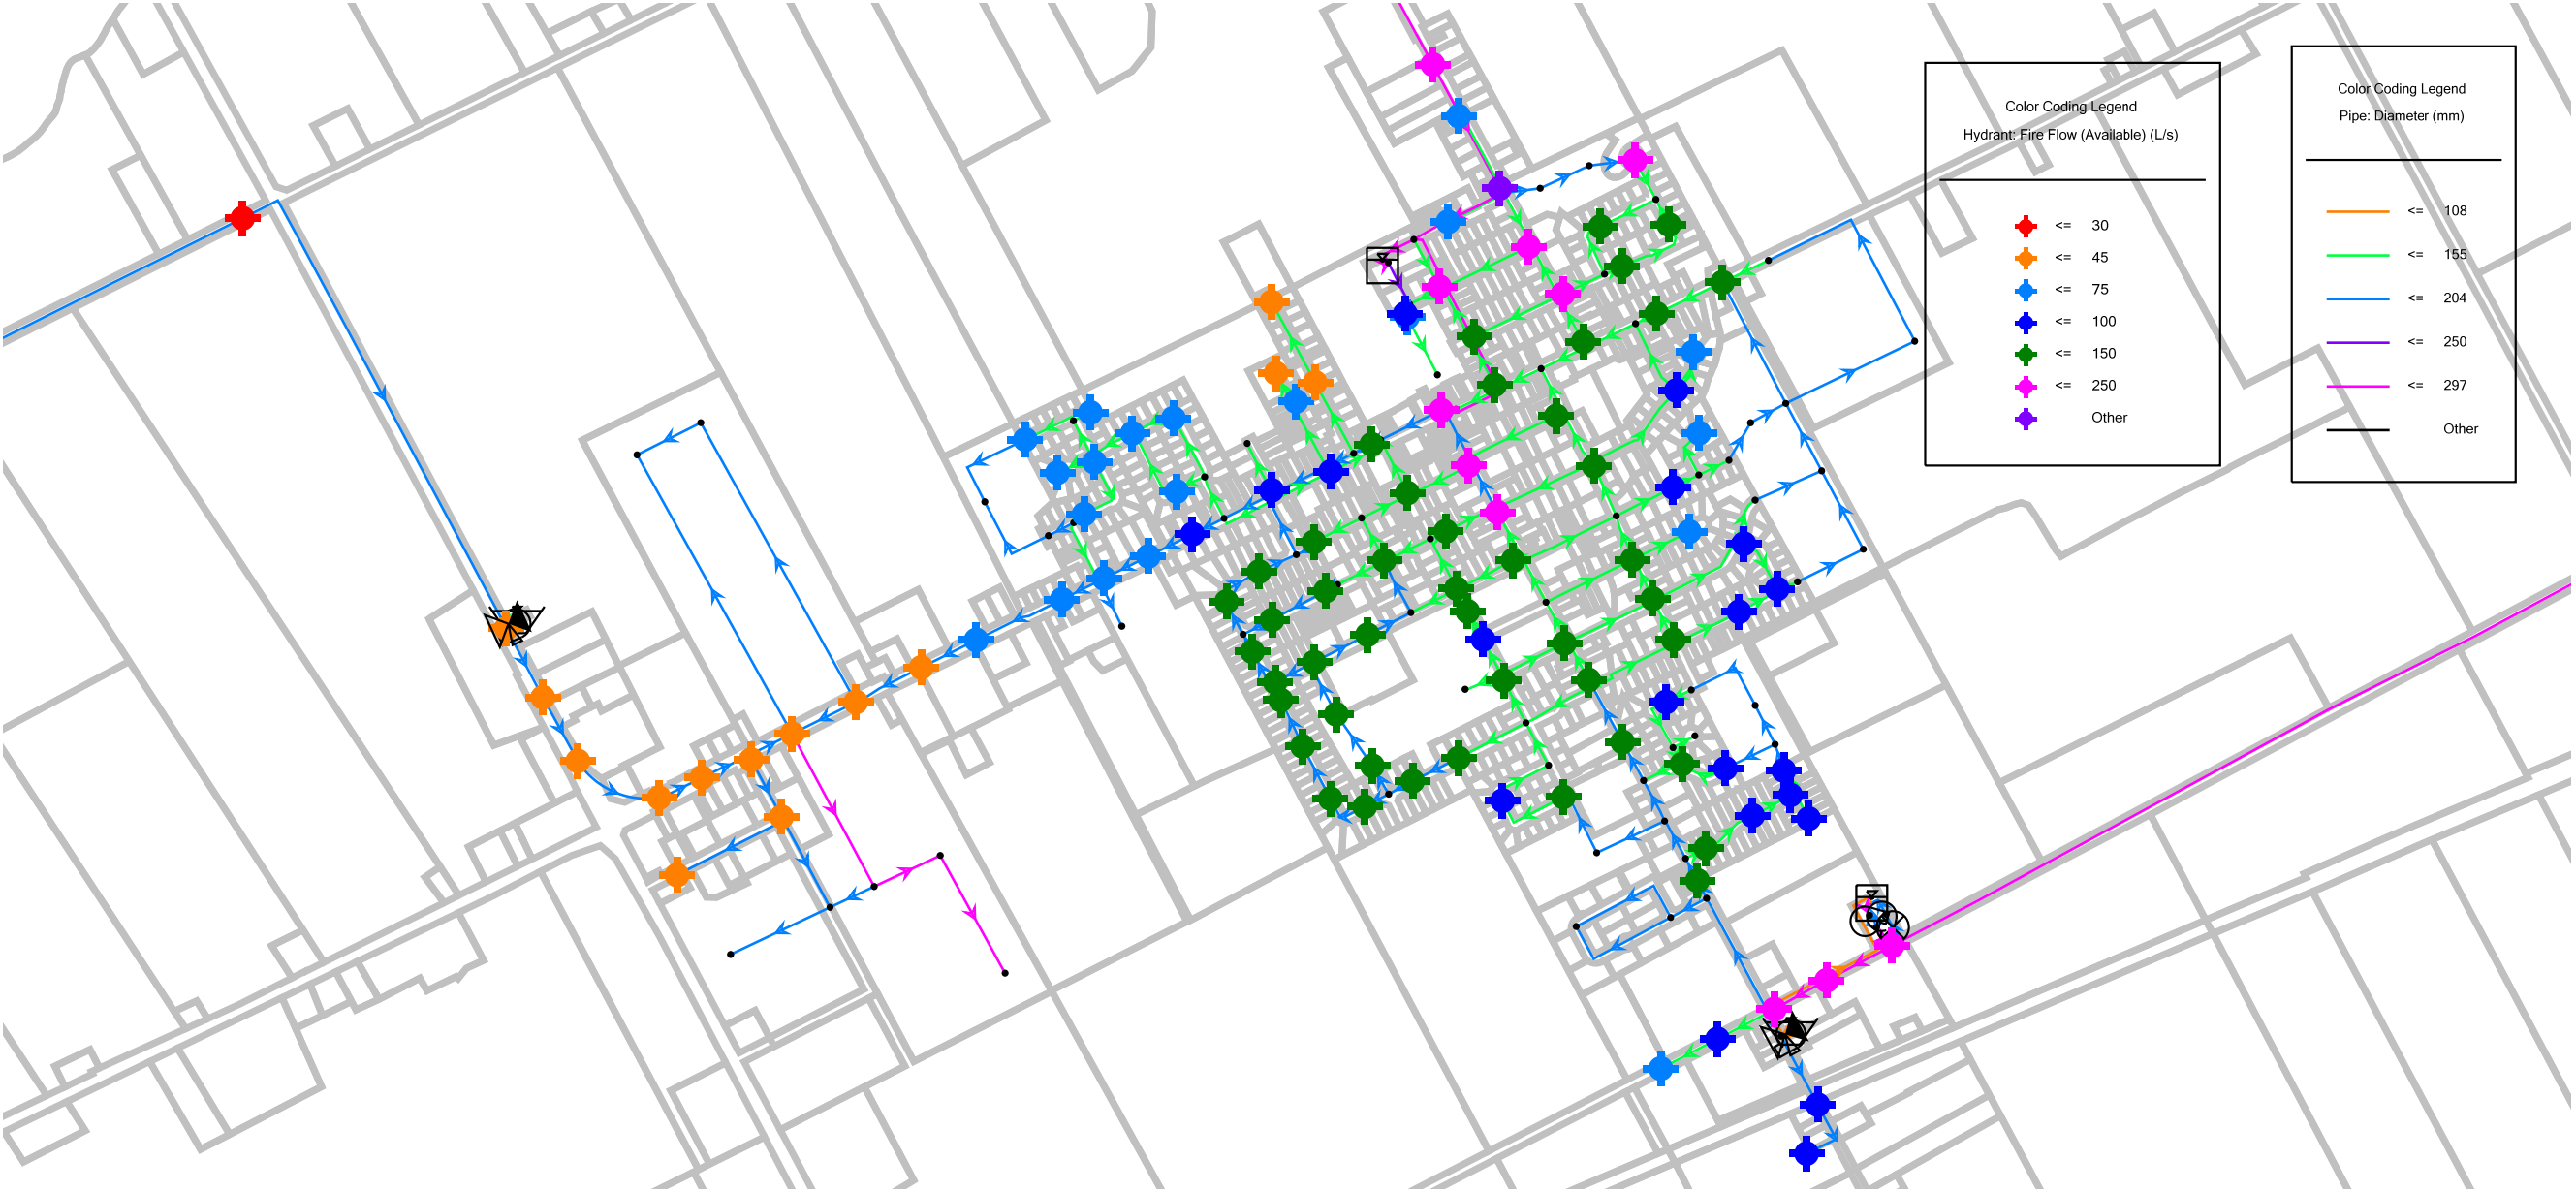 Color Coding Legend
Hydrant: Fire Flow (Available) (L/s)
<= 30
<= 45
<= 75
<= 100
<= 150
<= 250
Other
Color Coding Legend
Pipe: Diameter (mm)
<= 108
<= 155
<= 204
<= 250
<= 297
Other